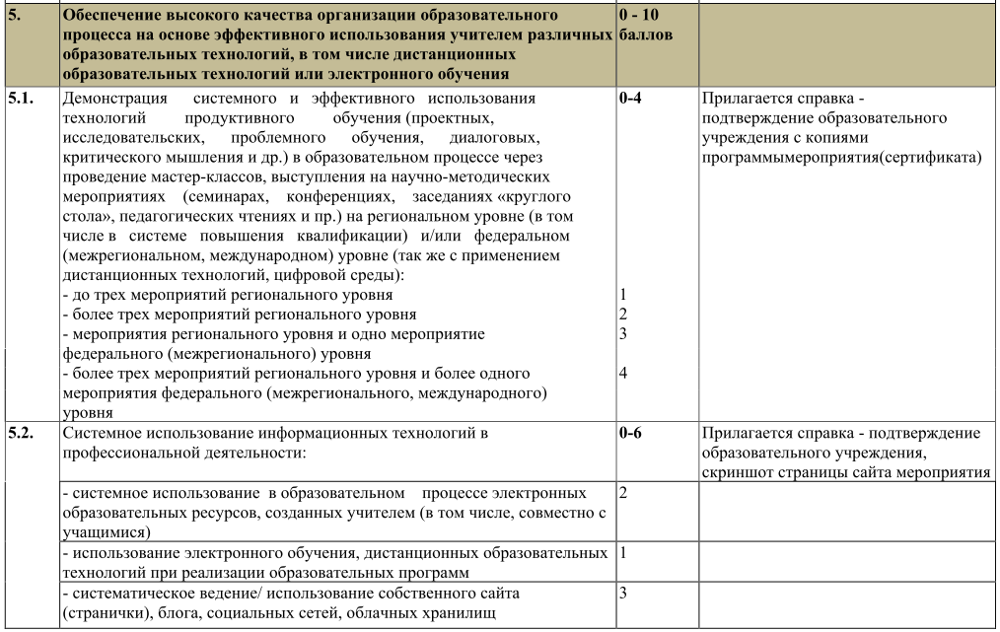 5. Обеспечение высокого качества организации образовательного 0 - 10
процесса на основе эффективного использования учителем различных баллов
образовательных технологий, в том числе дистанционных
образовательных технологий или электронного обучения
5.1. Демонстрация системного и эффективного использования 0-4 Прилагается справка -
технологий продуктивного обучения (проектных, подтверждение образовательного
исследовательских, проблемного обучения, диалоговых, учреждения с копиями
критического мышления и др.) в образовательном процессе через программымероприятия(сертификата)
проведение мастер-классов, выступления на научно-методических
мероприятиях (семинарах, конференциях, заседаниях «круглого
стола», педагогических чтениях и пр.) на региональном уровне (в том
числе в системе повышения квалификации) и/или федеральном
(межрегиональном, международном) уровне (так же с применением
дистанционных технологий, цифровой среды):
- до трех мероприятий регионального уровня 1
- более трех мероприятий регионального уровня 2
- мероприятия регионального уровня и одно мероприятие 3
федерального (межрегионального) уровня
- более трех мероприятий регионального уровня и более одного 4
мероприятия федерального (межрегионального, международного)
уровня
5.2. Системное использование информационных технологий в 0-6 Прилагается справка - подтверждение
профессиональной деятельности: образовательного учреждения,
скриншот страницы сайта мероприятия
- системное использование в образовательном процессе электронных 2
образовательных ресурсов, созданных учителем (в том числе, совместно с
учащимися)
- использование электронного обучения, дистанционных образовательных 1
технологий при реализации образовательных программ
- систематическое ведение/ использование собственного сайта 3
(странички), блога, социальных сетей, облачных хранилищ